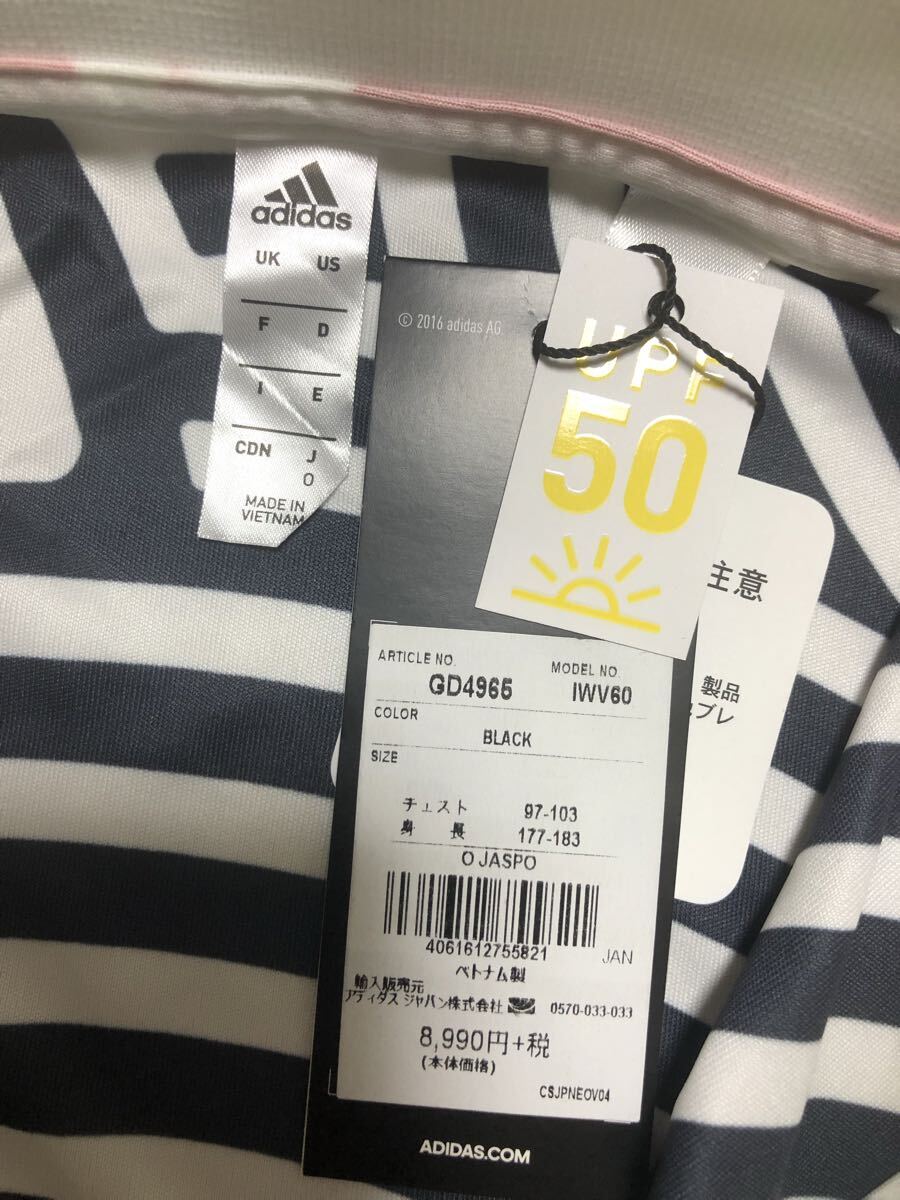 adidas
UK US
F D
I E
CDN J
O
MADE IN
VIETNAM
© 2016 adidas AG.
UPF
50
主意
製品
ブレ
ARTICLE NO. MODEL NO.
GD4965 IWV60
COLOR
BLACK
SIZE
チェスト 97-103
身長 177-183
O JASPO
4061612755821 JAN
ベトナム製
輸入販売元
アディダス ジャパン株式会社 0570-033-033
8,990円+税
(本体価格)
CSJPNEOV04
ADIDAS.COM